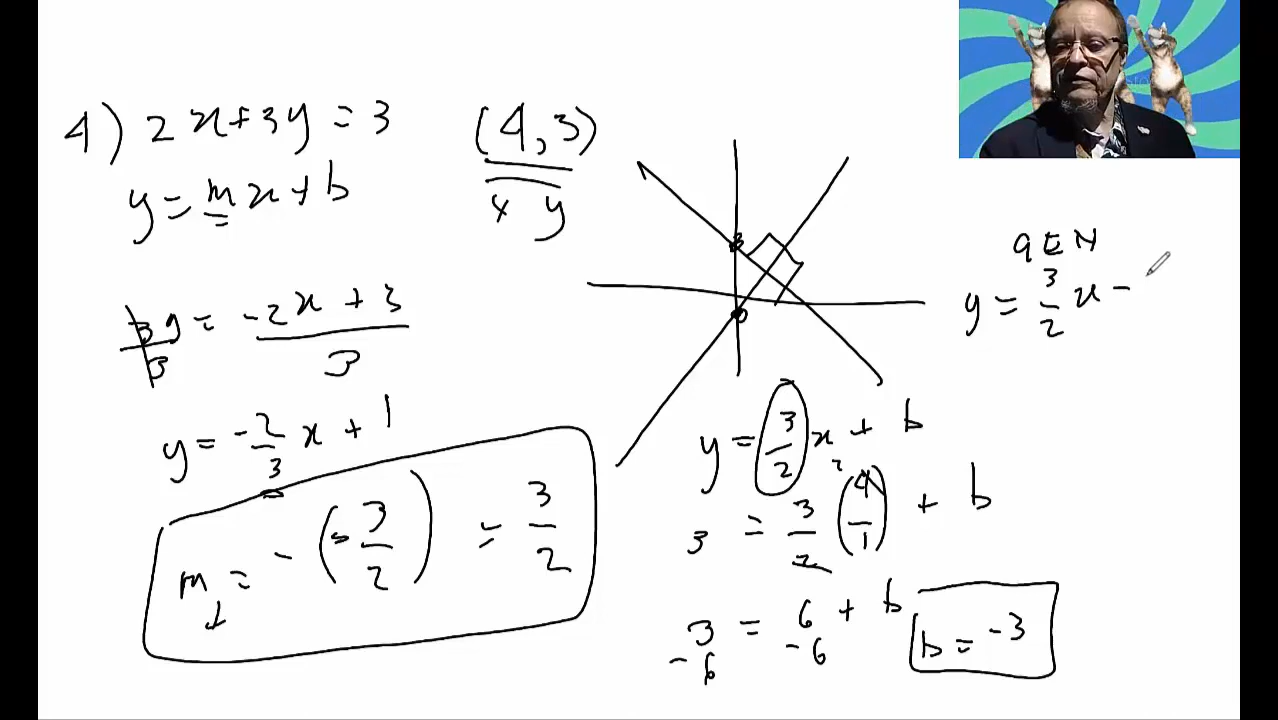 4) 2x+3y = 3 (4,3)
y = mx + b
x y
3y/3 = (-2x + 3)/3
y = -2/3 x + 1
m⊥ = -(-3/2) = 3/2
y = 3/2 x + b
3 = 3/2 (4/1) + b
2
3 = 6 + b
-6 -6
b = -3
y = 3/2 x -